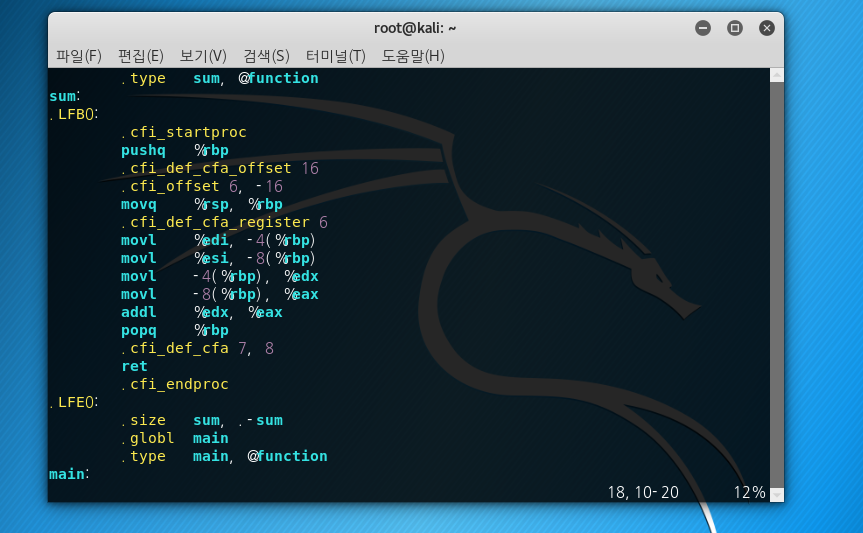 root@kali: ~
파일(F) 편집(E) 보기(V) 검색(S) 터미널(T) 도움말(H)
.type sum, @function
sum:
.LFB0:
.cfi_startproc
pushq %rbp
.cfi_def_cfa_offset 16
.cfi_offset 6, -16
movq %rsp, %rbp
.cfi_def_cfa_register 6
movl %edi, -4(%rbp)
movl %esi, -8(%rbp)
movl -4(%rbp), %edx
movl -8(%rbp), %eax
addl %edx, %eax
popq %rbp
.cfi_def_cfa 7, 8
ret
.cfi_endproc
.LFE0:
.size sum, .-sum
.globl main
.type main, @function
main:
18,10-20 12%